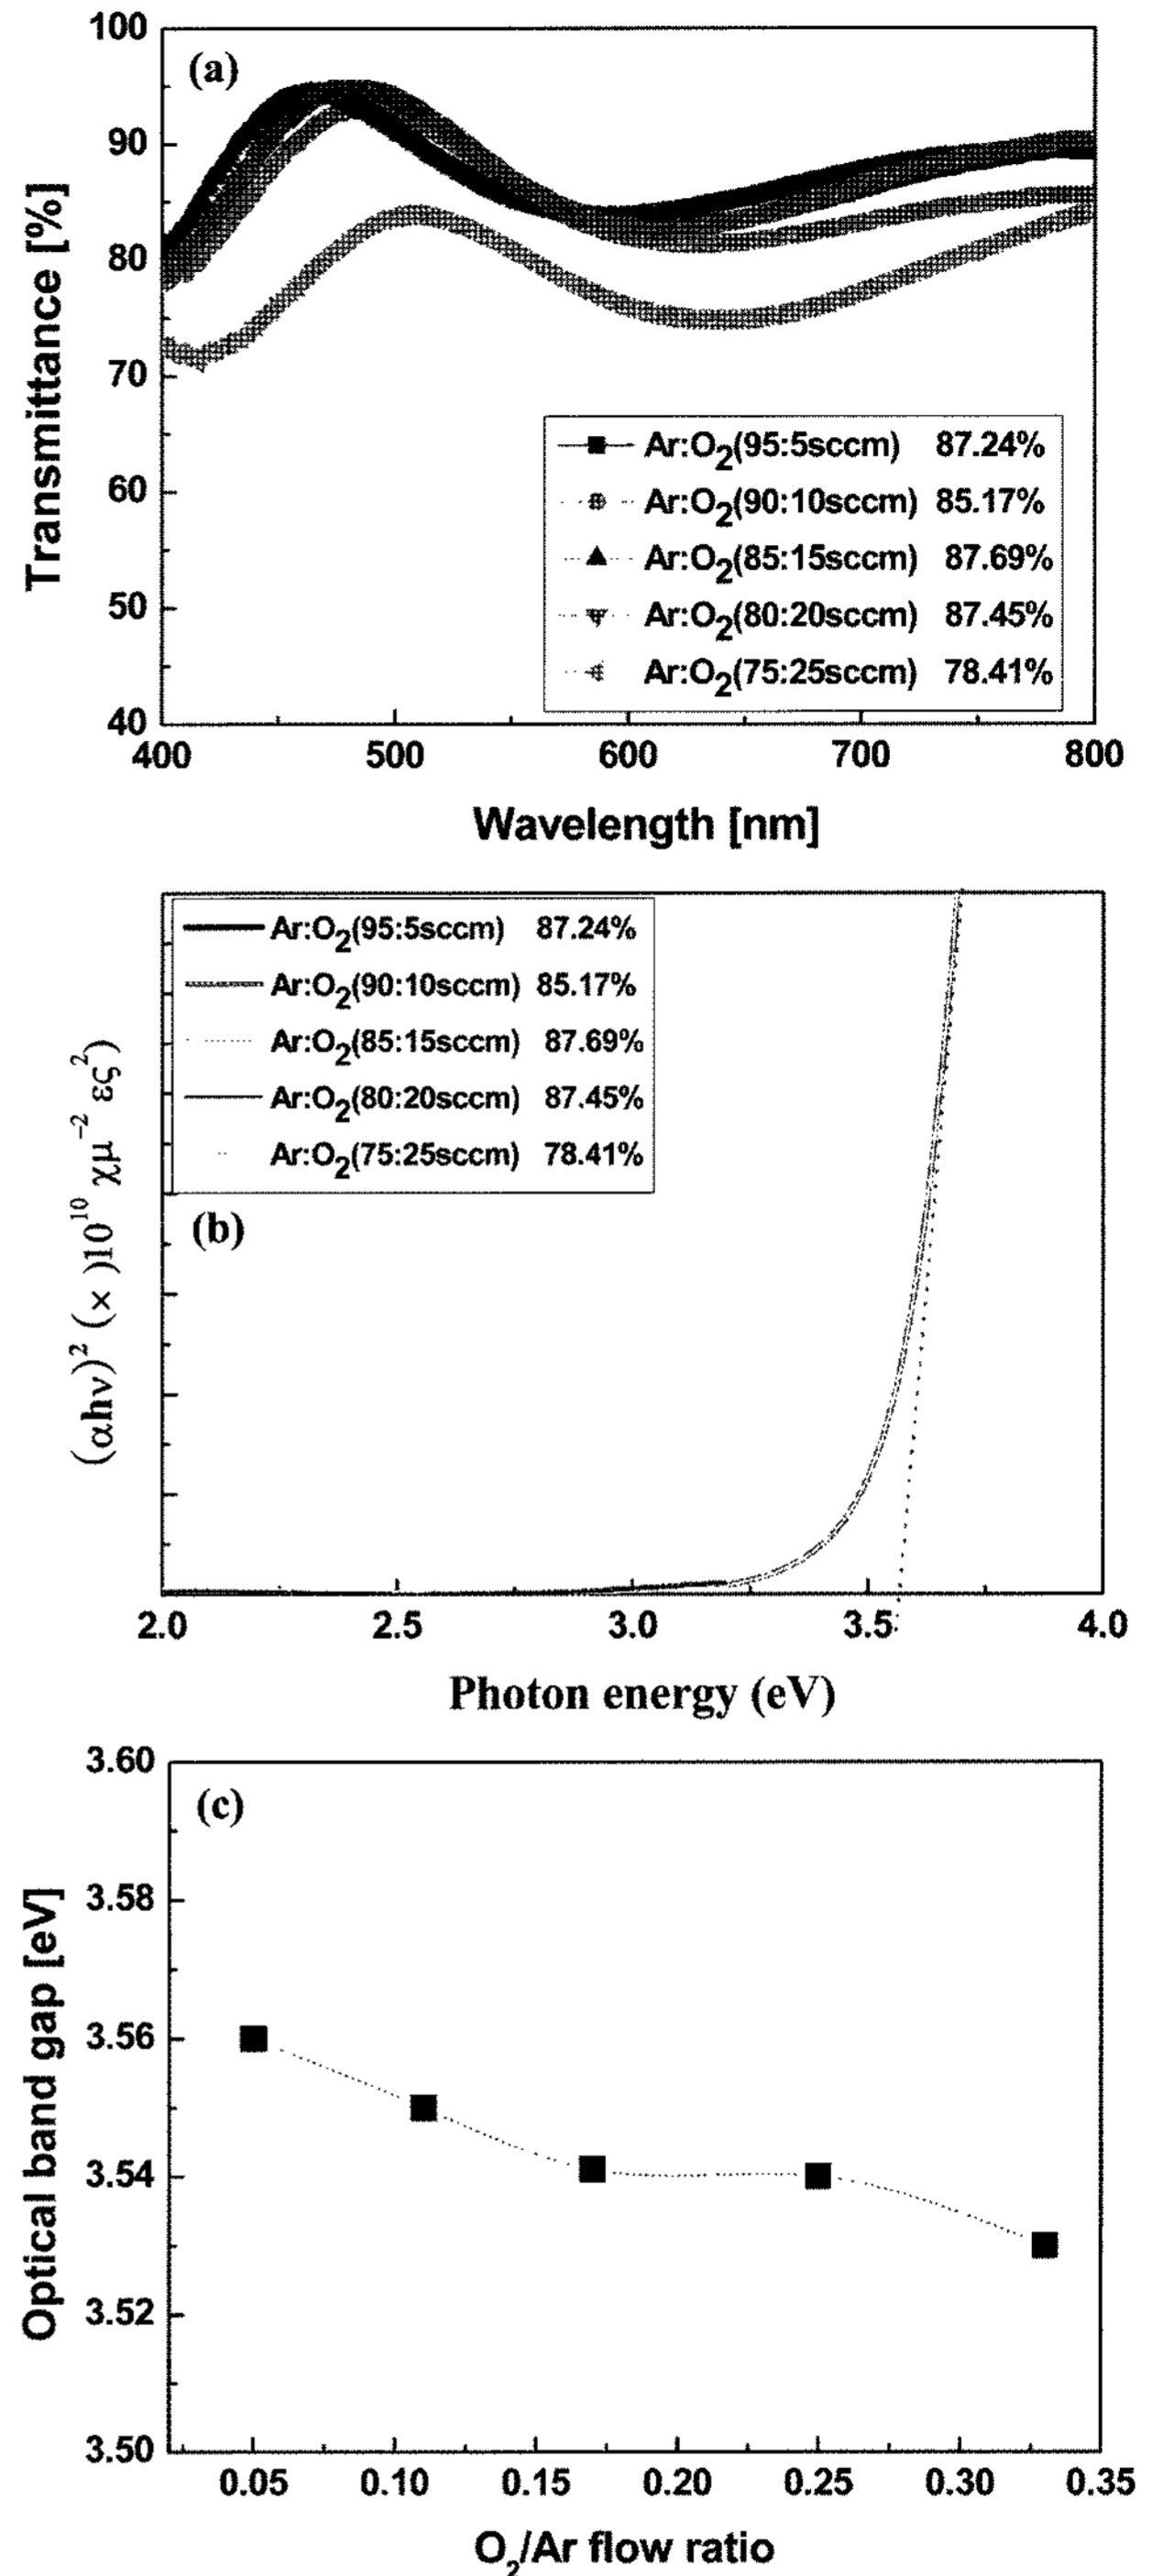 (a)
Transmittance [%]
100
90
80
70
60
50
40
Ar:O₂(95:5sccm) 87.24%
Ar:O₂(90:10sccm) 85.17%
Ar:O₂(85:15sccm) 87.69%
Ar:O₂(80:20sccm) 87.45%
Ar:O₂(75:25sccm) 78.41%
400 500 600 700 800
Wavelength [nm]
Ar:O₂(95:5sccm) 87.24%
Ar:O₂(90:10sccm) 85.17%
Ar:O₂(85:15sccm) 87.69%
Ar:O₂(80:20sccm) 87.45%
Ar:O₂(75:25sccm) 78.41%
(b)
(αhν)² (× )10¹⁰ χμ⁻² ες²
2.0 2.5 3.0 3.5 4.0
Photon energy (eV)
(c)
Optical band gap [eV]
3.60
3.58
3.56
3.54
3.52
3.50
0.05 0.10 0.15 0.20 0.25 0.30 0.35
O₂/Ar flow ratio